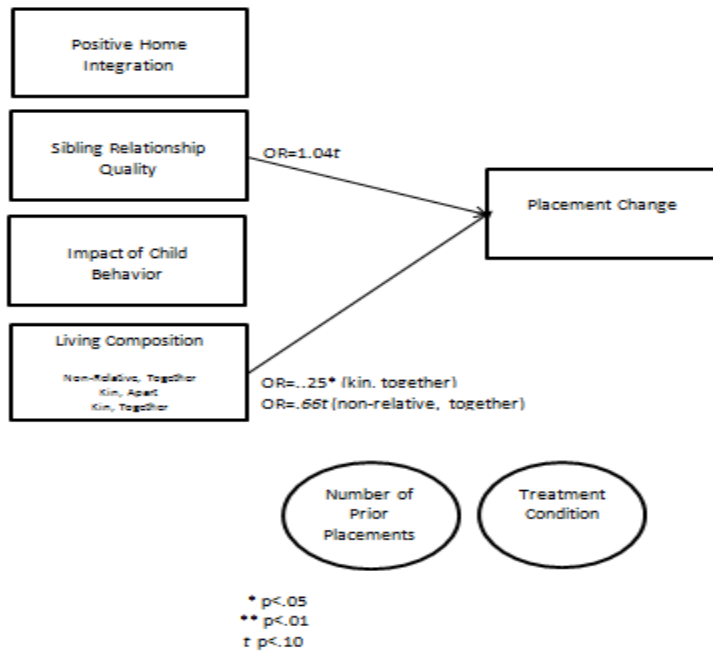 Positive Home
Integration
Sibling Relationship
Quality
OR=1.04t
Placement Change
Impact of Child
Behavior
Living Composition
Non-Relative, Together
Kin, Apart
Kin, Together
OR=..25* (kin, together)
OR=.66t (non-relative, together)
Number of
Prior
Placements
Treatment
Condition
* p<.05
** p<.01
t p<.10